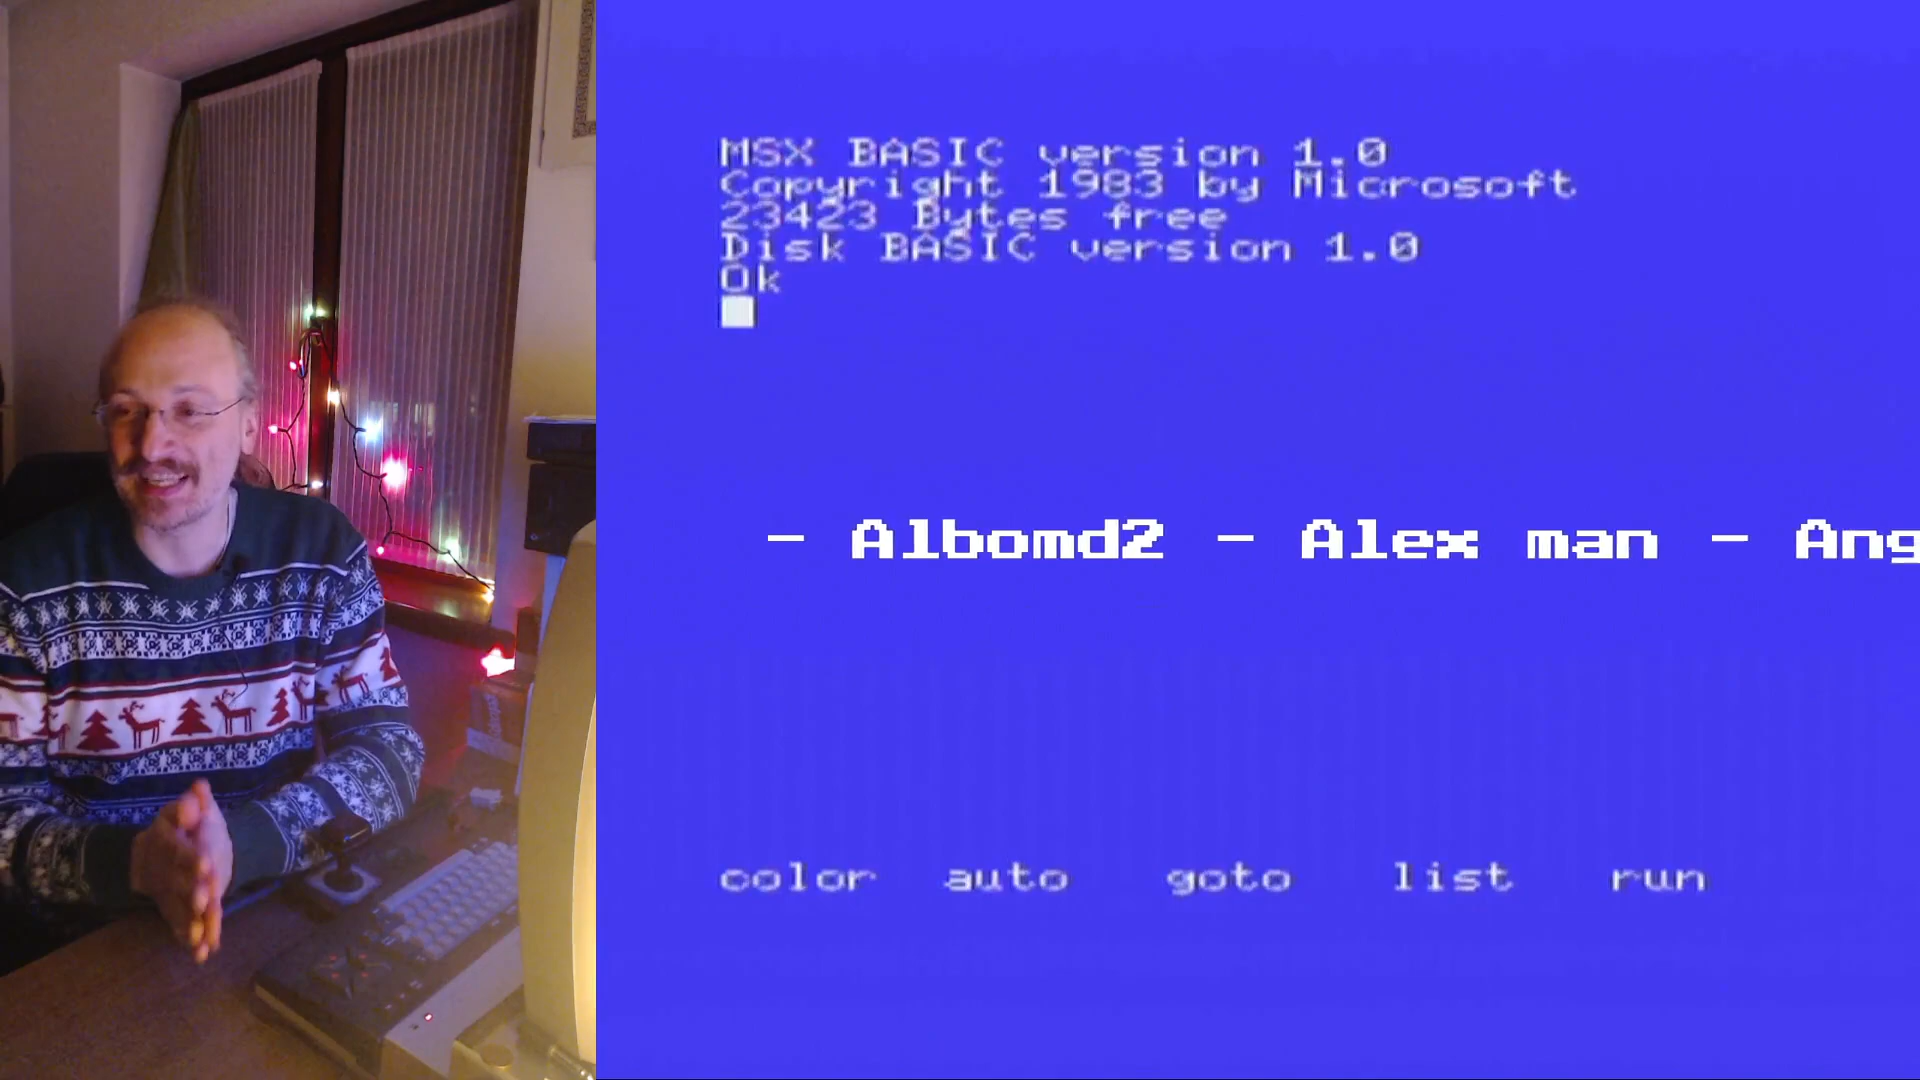 MSX BASIC version 1.0
Copyright 1983 by Microsoft
23423 Bytes free
Disk BASIC version 1.0
Ok
- Albomd2 - Alex man - Ang
color auto goto list run